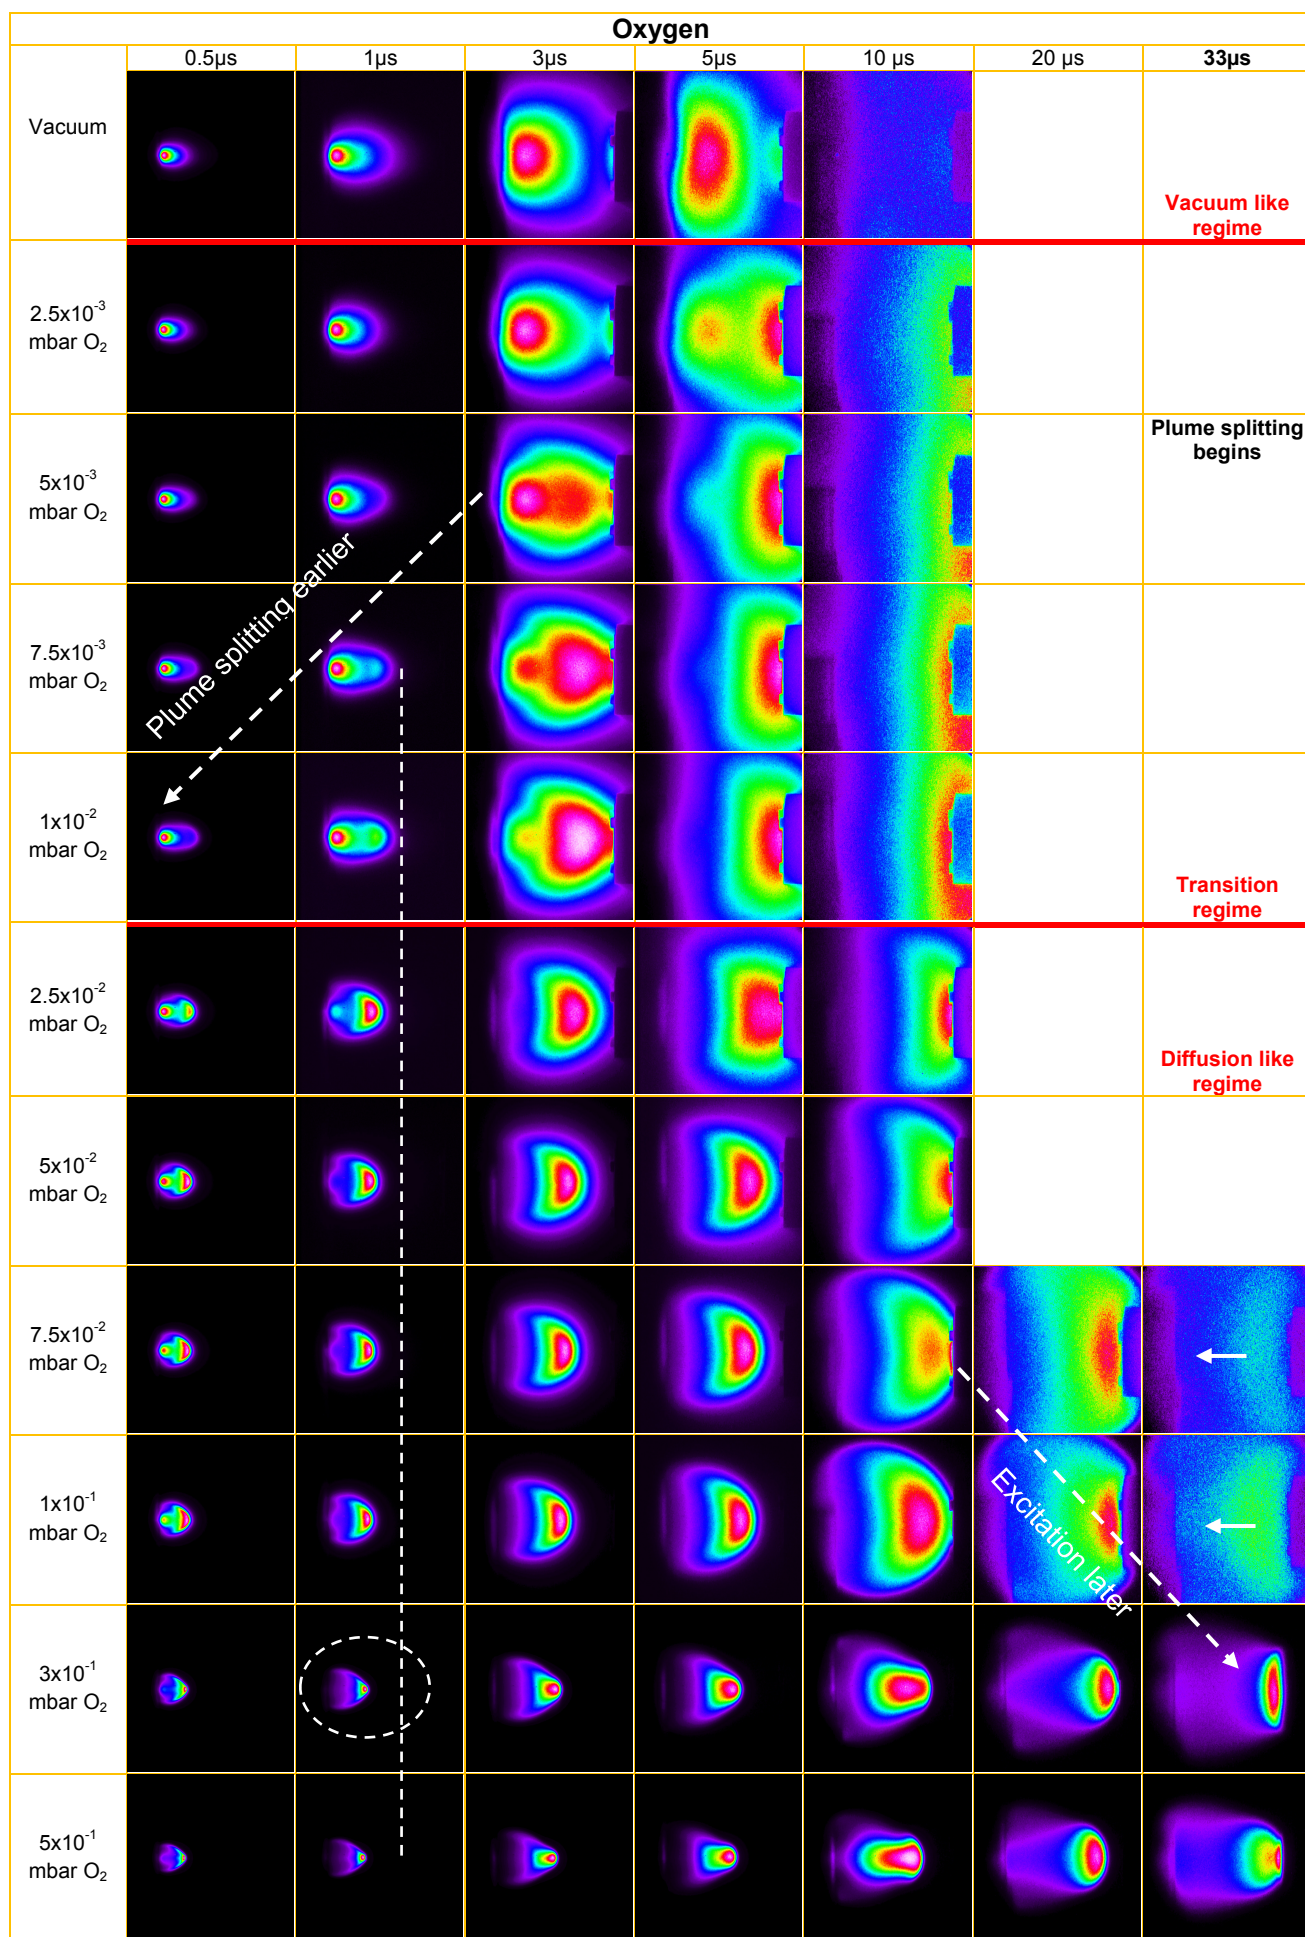 Oxygen
0.5µs 1µs 3µs 5µs 10 µs 20 µs 33µs
Vacuum
Vacuum like
regime
2.5x10⁻³
mbar O₂
Plume splitting
begins
5x10⁻³
mbar O₂
Plume splitting earlier
7.5x10⁻³
mbar O₂
1x10⁻²
mbar O₂
Transition
regime
2.5x10⁻²
mbar O₂
Diffusion like
regime
5x10⁻²
mbar O₂
7.5x10⁻²
mbar O₂
Excitation later
1x10⁻¹
mbar O₂
3x10⁻¹
mbar O₂
5x10⁻¹
mbar O₂